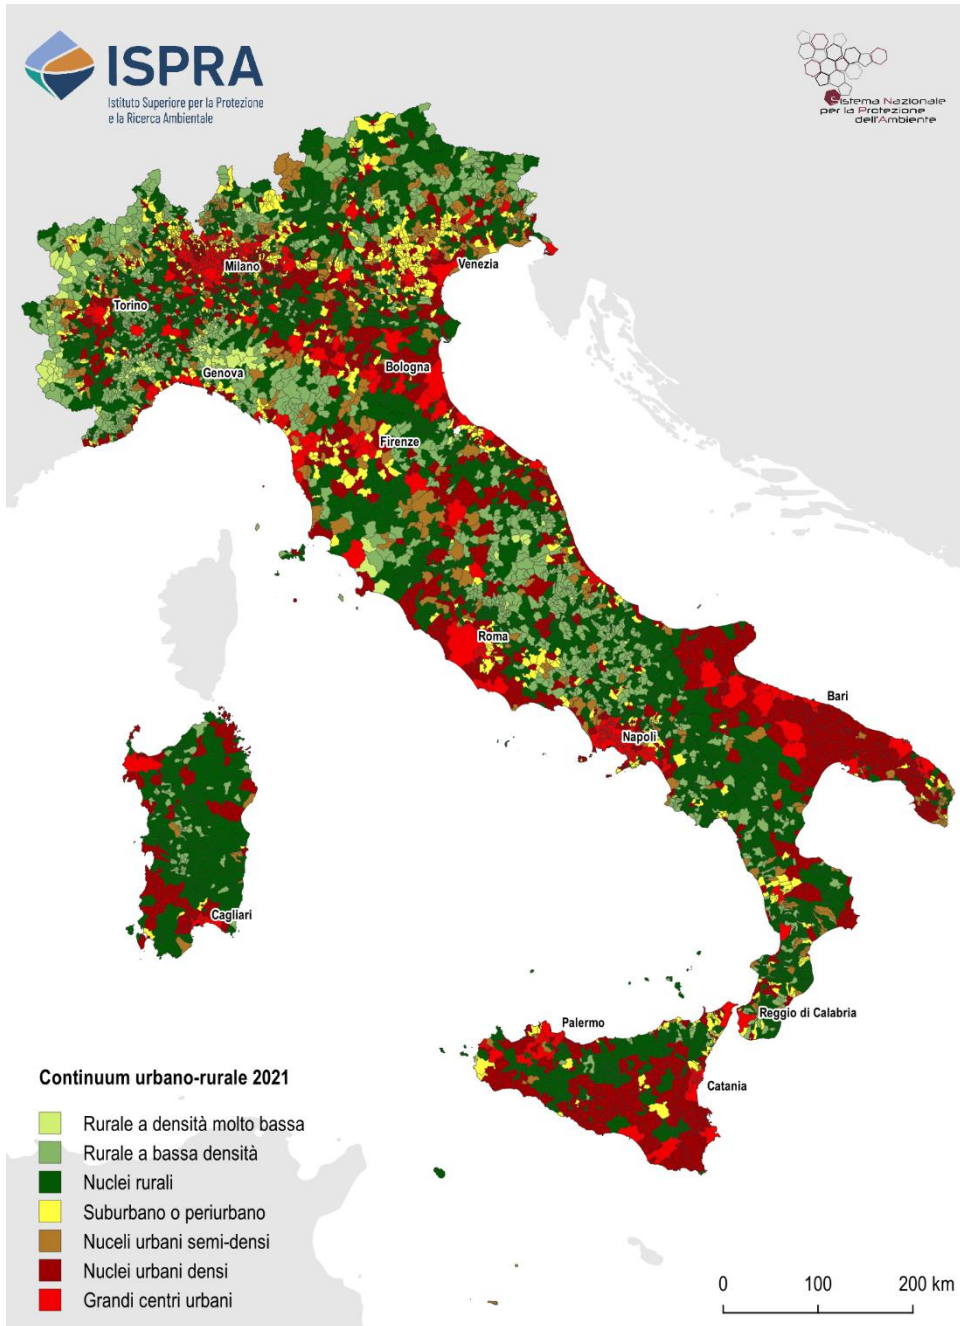 ISPRA
Istituto Superiore per la Protezione
e la Ricerca Ambientale
Sistema Nazionale
per la Protezione
dell'Ambiente
Milano
Venezia
Torino
Genova
Bologna
Firenze
Roma
Bari
Napoli
Cagliari
Palermo
Reggio di Calabria
Catania
Continuum urbano-rurale 2021
Rurale a densità molto bassa
Rurale a bassa densità
Nuclei rurali
Suburbano o periurbano
Nuceli urbani semi-densi
Nuclei urbani densi
Grandi centri urbani
0 100 200 km